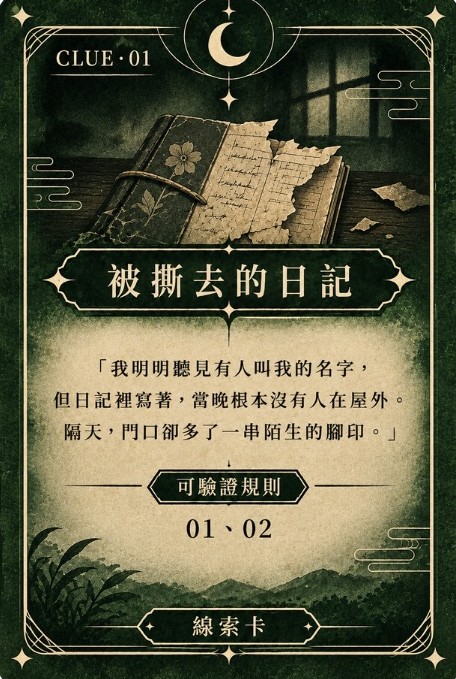 CLUE·01
被撕去的日記
「我明明聽見有人叫我的名字，
但日記裡寫著，當晚根本沒有人在屋外。
隔天，門口卻多了一串陌生的腳印。」
可驗證規則
01、02
線索卡